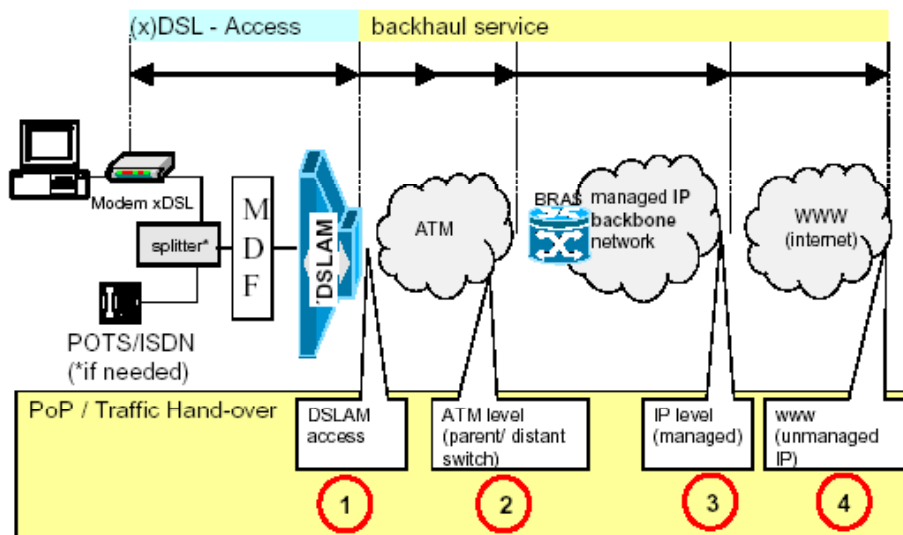 (x)DSL - Access
backhaul service
Modem xDSL
splitter*
M
D
F
DSLAM
ATM
BRAS
managed IP
backbone
network
WWW
(internet)
POTS/ISDN
(*if needed)
PoP / Traffic Hand-over
DSLAM
access
ATM level
(parent/ distant
switch)
IP level
(managed)
www
(unmanaged
IP)
1
2
3
4